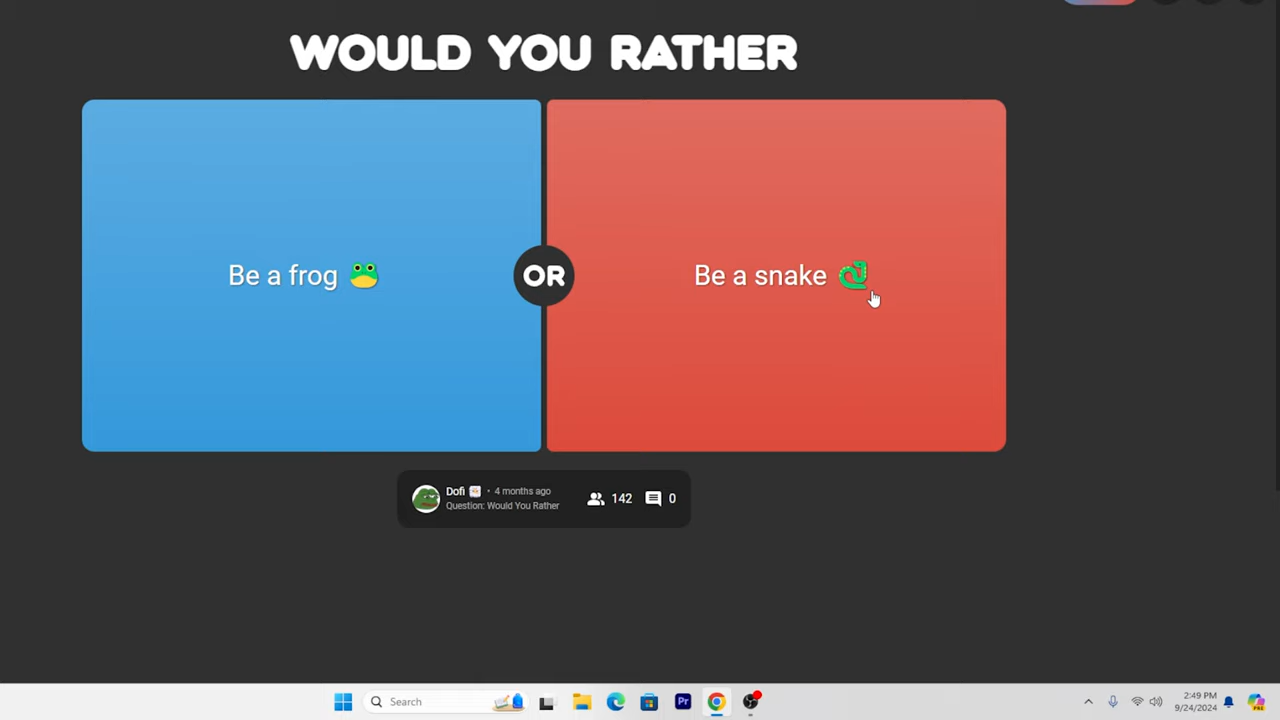 WOULD YOU RATHER
Be a frog
OR
Be a snake
Dofi • 4 months ago
Question: Would You Rather
142
0
Search
Pr
2:49 PM
9/24/2024